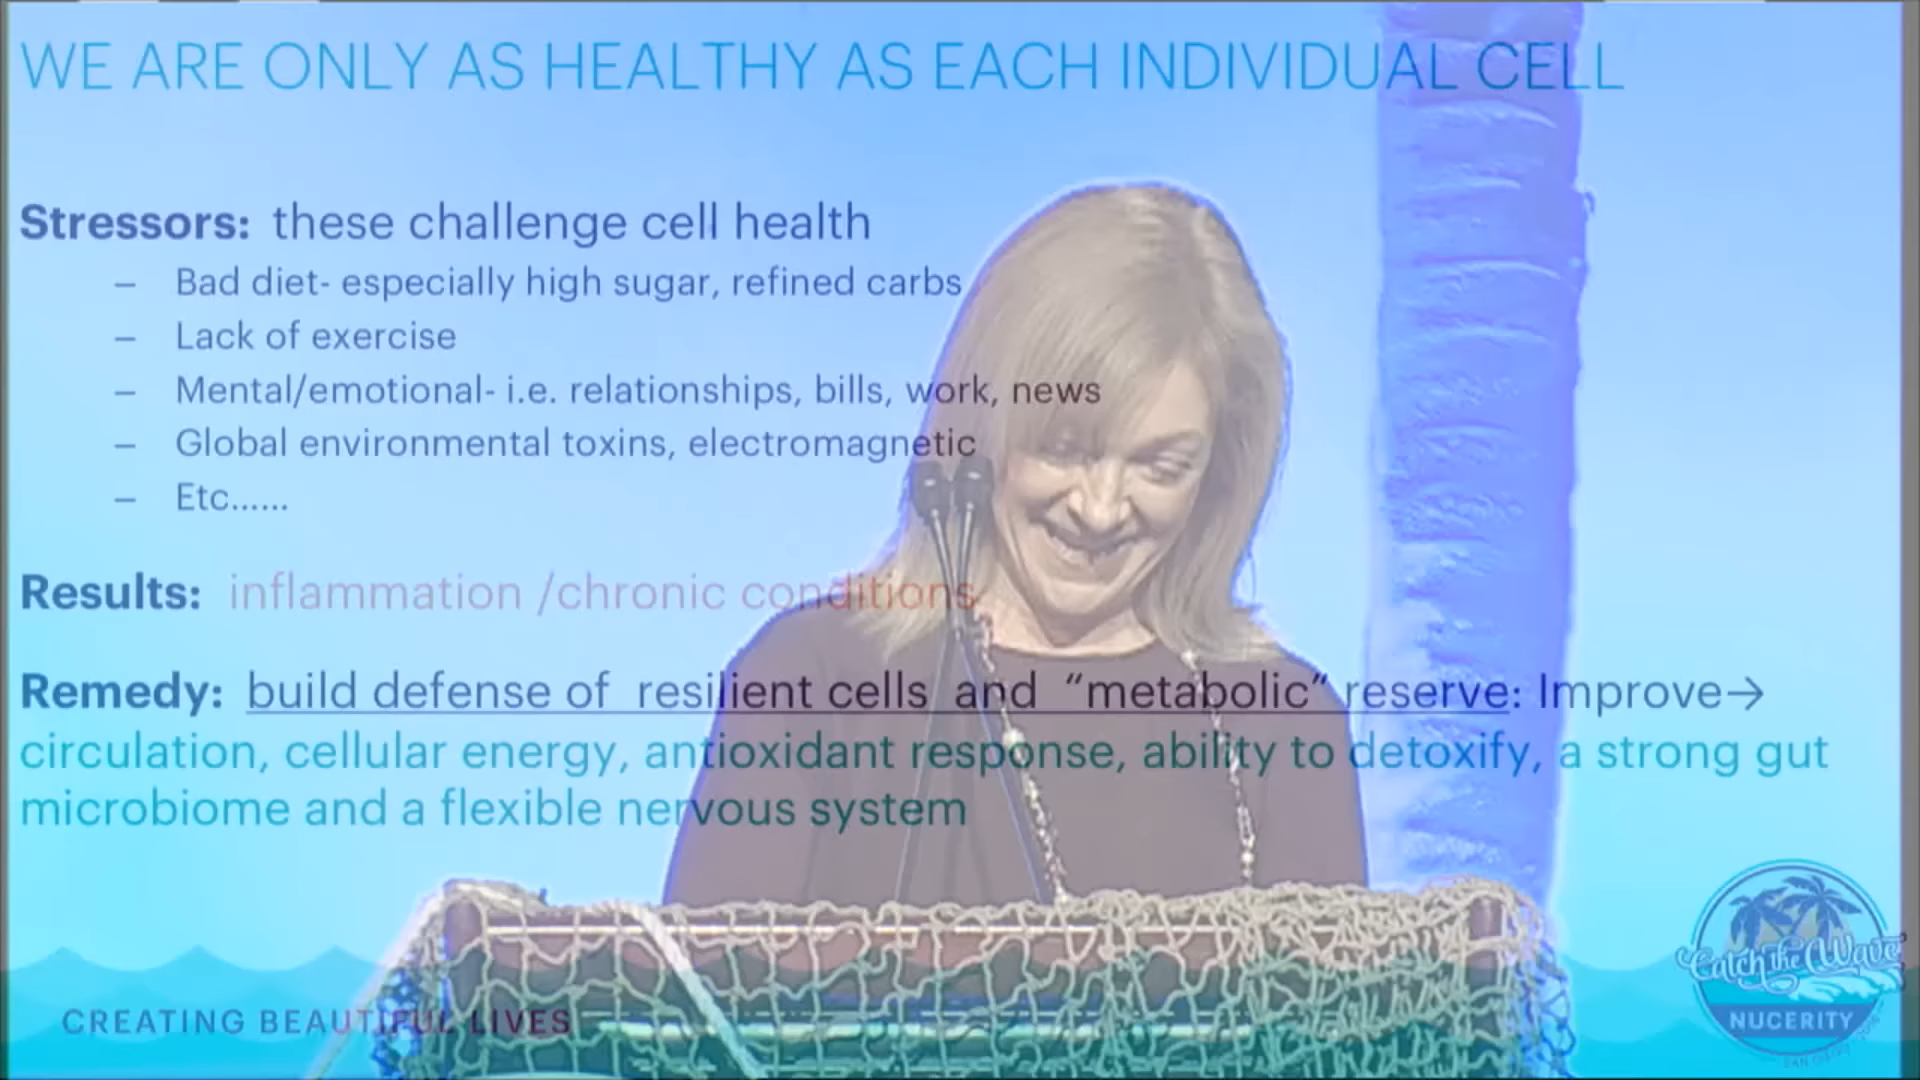 WE ARE ONLY AS HEALTHY AS EACH INDIVIDUAL CELL
Stressors: these challenge cell health
– Bad diet- especially high sugar, refined carbs
– Lack of exercise
– Mental/emotional- i.e. relationships, bills, work, news
– Global environmental toxins, electromagnetic
– Etc......
Results: inflammation /chronic conditions
Remedy: build defense of resilient cells and “metabolic” reserve: Improve→
circulation, cellular energy, antioxidant response, ability to detoxify, a strong gut
microbiome and a flexible nervous system
CREATING BEAUTIFUL LIVES
Catch the Wave
NUCERITY